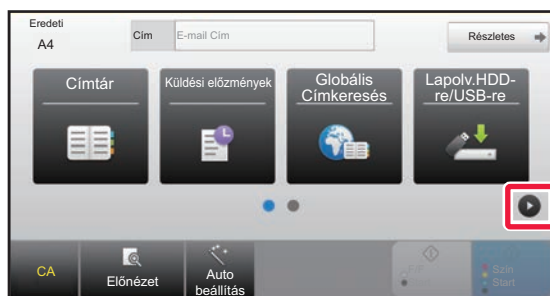 Eredeti
A4
Cím
E-mail Cím
Részletes
Címtár
Küldési előzmények
Globális
Címkeresés
Lapolv.HDD-
re/USB-re
CA
Előnézet
Auto
beállítás
Szín
Start